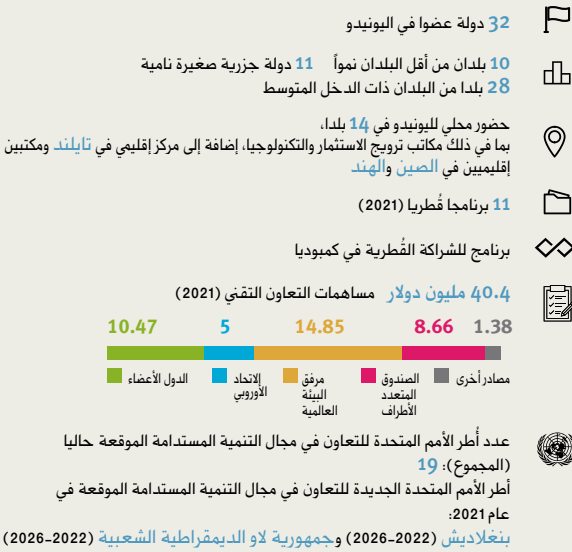 32 دولة عضوا في اليونيدو
10 بلدان من أقل البلدان نمواً 11 دولة جزرية صغيرة نامية
28 بلدا من البلدان ذات الدخل المتوسط
حضور محلي لليونيدو في 14 بلدا،
بما في ذلك مكاتب ترويج الاستثمار والتكنولوجيا، إضافة إلى مركز إقليمي في تايلند ومكتبين
إقليميين في الصين والهند
11 برنامجا قُطريا (2021)
برنامج للشراكة القُطرية في كمبوديا
40.4 مليون دولار مساهمات التعاون التقني (2021)
1.38 8.66 14.85 5 10.47
مصادر أخرى
الصندوق
المتعدد
الأطراف
مرفق
البيئة
العالمية
الاتحاد
الأوروبي
الدول الأعضاء
عدد أُطر الأمم المتحدة للتعاون في مجال التنمية المستدامة الموقعة حاليا
(المجموع): 19
أطر الأمم المتحدة الجديدة للتعاون في مجال التنمية المستدامة الموقعة في
عام 2021:
بنغلاديش (2022-2026) وجمهورية لاو الديمقراطية الشعبية (2022-2026)